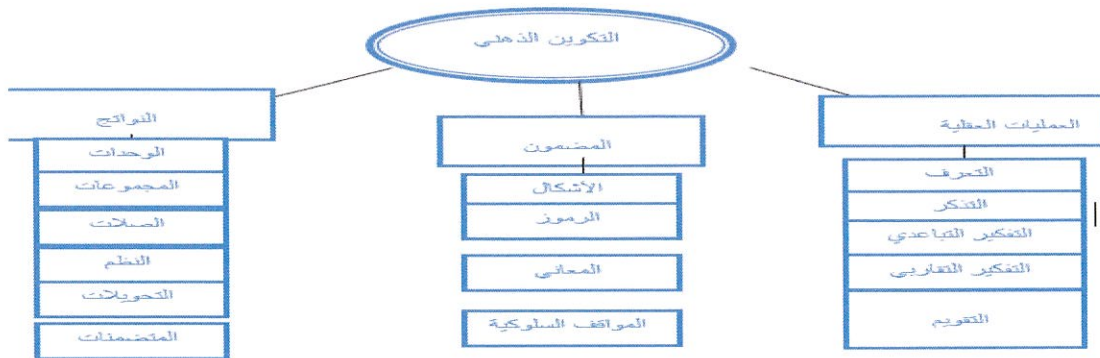 التكوين الذهني
العمليات العقلية
التعرف
التذكر
التفكير التباعدي
التفكير التقاربي
التقويم
المضمون
الأشكال
الرموز
المعاني
المواقف السلوكية
النواتج
الوحدات
المجموعات
الصلات
النظم
التحويلات
المتضمنات